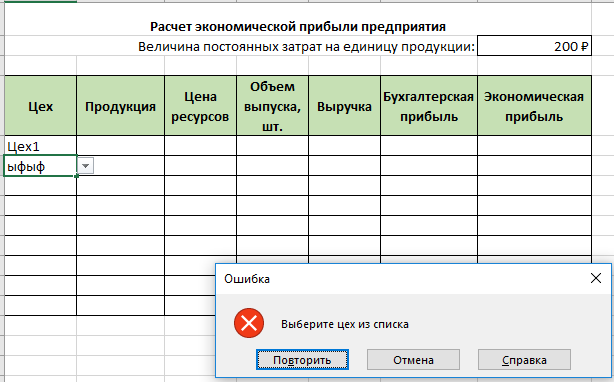 Расчет экономической прибыли предприятия
Величина постоянных затрат на единицу продукции: 200 ₽
Цех Продукция Цена ресурсов Объем выпуска, шт. Выручка Бухгалтерская прибыль Экономическая прибыль
Цех1
ыфыф
Ошибка
Выберите цех из списка
Повторить Отмена Справка